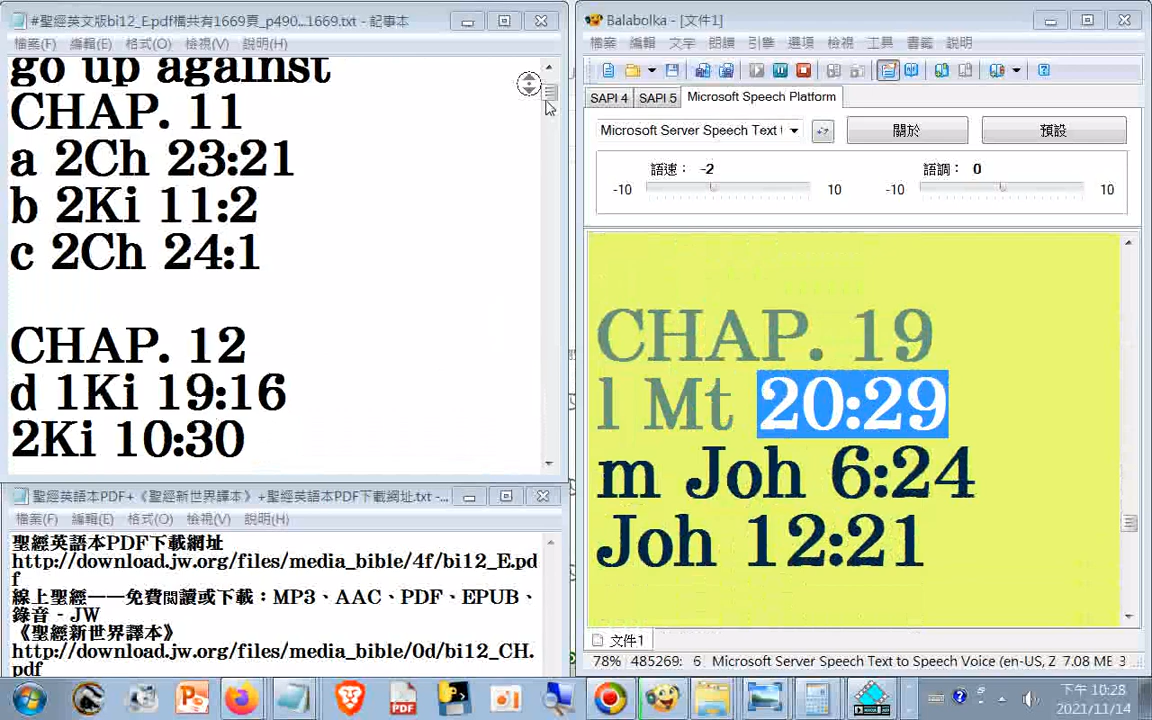 #聖經英文版bi12_E.pdf檔共有1669頁_p490...1669.txt - 記事本
檔案(F) 編輯(E) 格式(O) 檢視(V) 說明(H)
go up against
CHAP. 11
a 2Ch 23:21
b 2Ki 11:2
c 2Ch 24:1
CHAP. 12
d 1Ki 19:16
2Ki 10:30
聖經英語本PDF+《聖經新世界譯本》+聖經英語本PDF下載網址.txt -...
檔案(F) 編輯(E) 格式(O) 檢視(V) 說明(H)
聖經英語本PDF下載網址
http://download.jw.org/files/media_bible/4f/bi12_E.pd
f
線上聖經——免費閱讀或下載：MP3、AAC、PDF、EPUB、
錄音 - JW
《聖經新世界譯本》
http://download.jw.org/files/media_bible/0d/bi12_CH.
pdf
Balabolka - [文件1]
檔案 編輯 文字 朗讀 引擎 選項 檢視 工具 書籤 說明
SAPI 4 SAPI 5 Microsoft Speech Platform
Microsoft Server Speech Text 關於 預設
語速： -2 語調： 0
-10 10 -10 10
CHAP. 19
l Mt 20:29
m Joh 6:24
Joh 12:21
文件1
78% 485269: 6 Microsoft Server Speech Text to Speech Voice (en-US, Z 7.08 MB 3
PDF
下午 10:28
2021/11/14